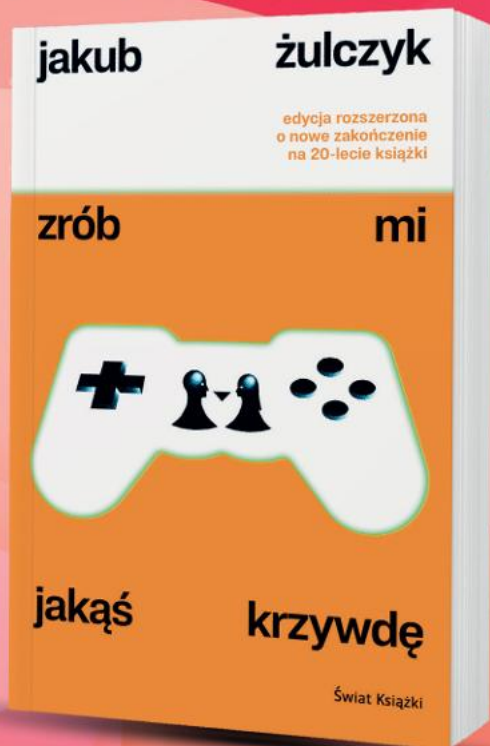 jakub żulczyk
edycja rozszerzona
o nowe zakończenie
na 20-lecie książki
zrób mi
jakąś krzywdę
Świat Książki